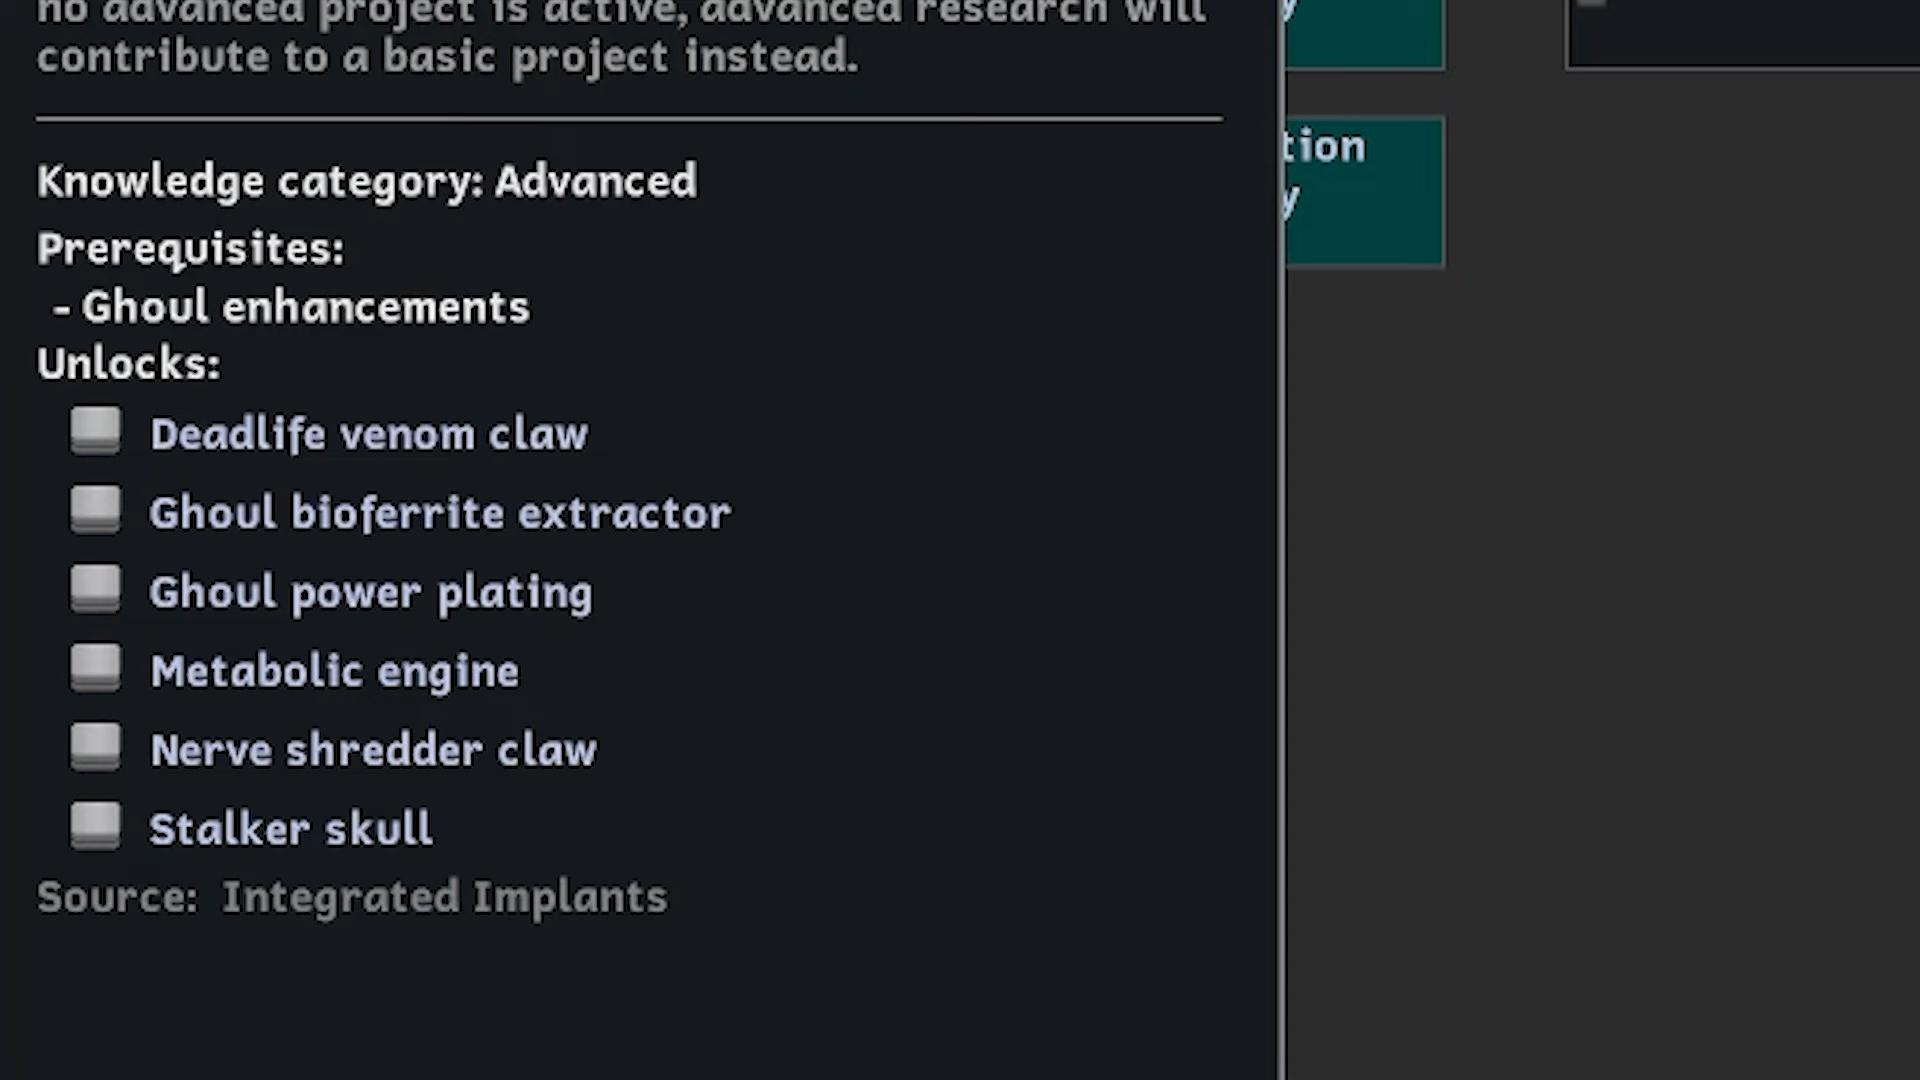 no advanced project is active, advanced research will
contribute to a basic project instead.
Knowledge category: Advanced
Prerequisites:
- Ghoul enhancements
Unlocks:
Deadlife venom claw
Ghoul bioferrite extractor
Ghoul power plating
Metabolic engine
Nerve shredder claw
Stalker skull
Source: Integrated Implants
y
tion
y